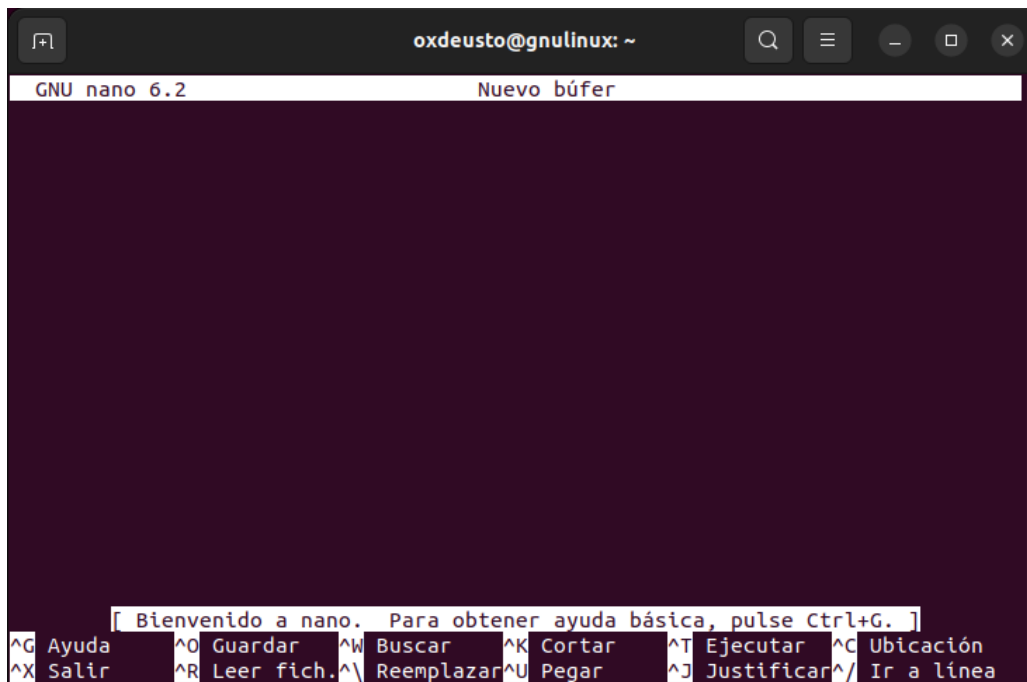 oxdeusto@gnulinux: ~
GNU nano 6.2 Nuevo búfer
[ Bienvenido a nano.  Para obtener ayuda básica, pulse Ctrl+G. ]
^G Ayuda ^O Guardar ^W Buscar ^K Cortar ^T Ejecutar ^C Ubicación
^X Salir ^R Leer fich.^\ Reemplazar^U Pegar ^J Justificar^/ Ir a línea